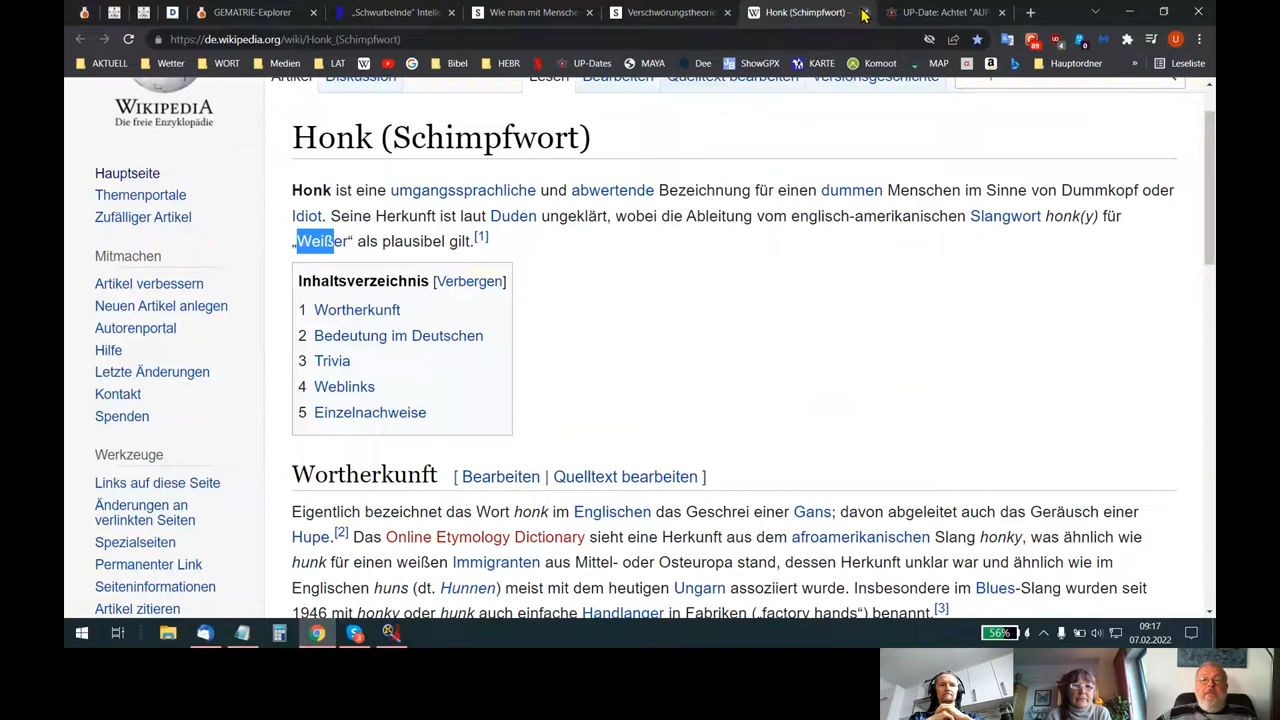 GEMATRIE-Explorer
„Schwurbelnde" Intelli
Wie man mit Mensche
Verschwörungstheorie
Honk (Schimpfwort) –
UP-Date: Achtet "AUP
https://de.wikipedia.org/wiki/Honk_(Schimpfwort)
AKTUELL
Wetter
WORT
Medien
LAT
Bibel
HEBR
UP-Dates
MAYA
Dee
ShowGPX
KARTE
Komoot
MAP
Hauptordner
»
Leseliste
Artikel Diskussion Lesen Bearbeiten Quelltext bearbeiten Versionsgeschichte
WIKIPEDIA
Die freie Enzyklopädie
Hauptseite
Themenportale
Zufälliger Artikel
Mitmachen
Artikel verbessern
Neuen Artikel anlegen
Autorenportal
Hilfe
Letzte Änderungen
Kontakt
Spenden
Werkzeuge
Links auf diese Seite
Änderungen an
verlinkten Seiten
Spezialseiten
Permanenter Link
Seiteninformationen
Artikel zitieren
Honk (Schimpfwort)
Honk ist eine umgangssprachliche und abwertende Bezeichnung für einen dummen Menschen im Sinne von Dummkopf oder
Idiot. Seine Herkunft ist laut Duden ungeklärt, wobei die Ableitung vom englisch-amerikanischen Slangwort honk(y) für
„Weißer“ als plausibel gilt.[1]
Inhaltsverzeichnis [Verbergen]
1 Wortherkunft
2 Bedeutung im Deutschen
3 Trivia
4 Weblinks
5 Einzelnachweise
Wortherkunft [ Bearbeiten | Quelltext bearbeiten ]
Eigentlich bezeichnet das Wort honk im Englischen das Geschrei einer Gans; davon abgeleitet auch das Geräusch einer
Hupe.[2] Das Online Etymology Dictionary sieht eine Herkunft aus dem afroamerikanischen Slang honky, was ähnlich wie
hunk für einen weißen Immigranten aus Mittel- oder Osteuropa stand, dessen Herkunft unklar war und ähnlich wie im
Englischen huns (dt. Hunnen) meist mit dem heutigen Ungarn assoziiert wurde. Insbesondere im Blues-Slang wurden seit
1946 mit honky oder hunk auch einfache Handlanger in Fabriken („factory hands“) benannt.[3]
56%
09:17
07.02.2022